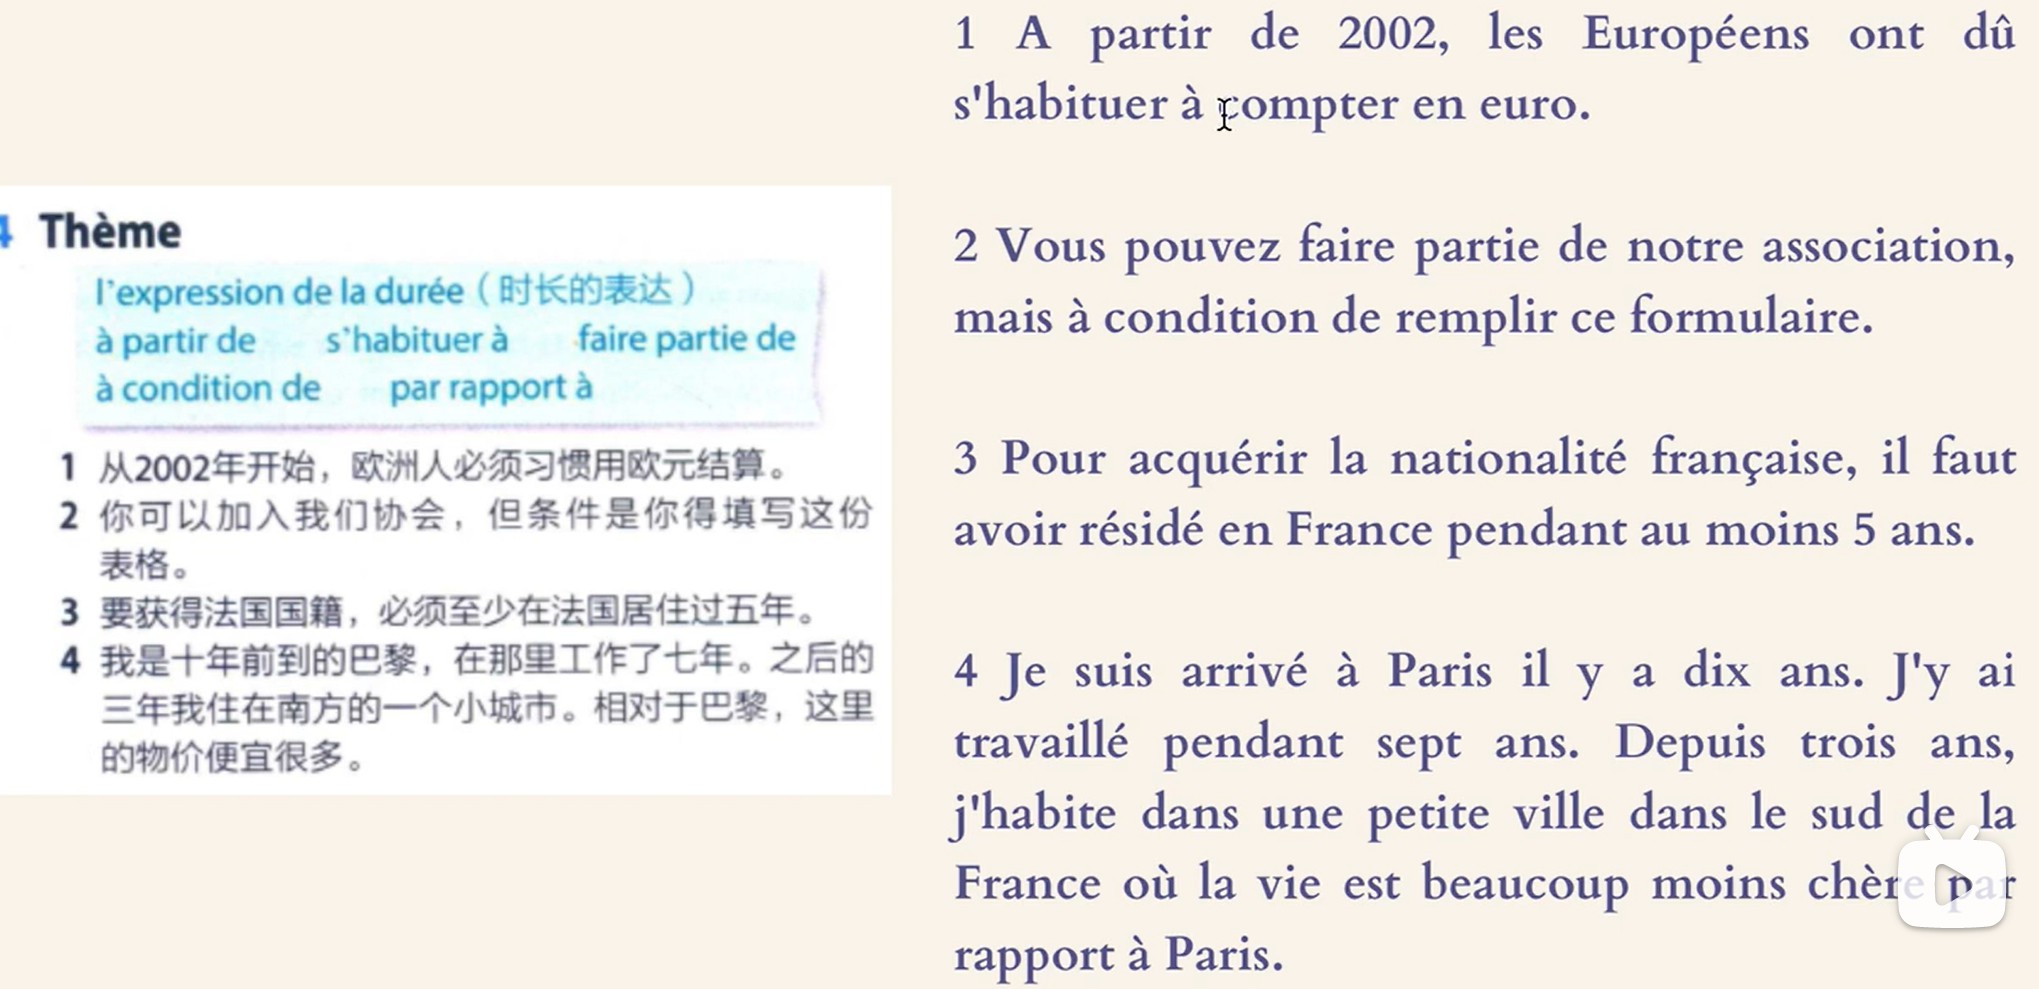 4 Thème
l'expression de la durée（时长的表达）
à partir de s'habituer à faire partie de
à condition de par rapport à
1 从2002年开始，欧洲人必须习惯用欧元结算。
2 你可以加入我们协会，但条件是你得填写这份
表格。
3 要获得法国国籍，必须至少在法国居住过五年。
4 我是十年前到的巴黎，在那里工作了七年。之后的
三年我住在南方的一个小城市。相对于巴黎，这里
的物价便宜很多。
1 A partir de 2002, les Européens ont dû
s'habituer à compter en euro.
2 Vous pouvez faire partie de notre association,
mais à condition de remplir ce formulaire.
3 Pour acquérir la nationalité française, il faut
avoir résidé en France pendant au moins 5 ans.
4 Je suis arrivé à Paris il y a dix ans. J'y ai
travaillé pendant sept ans. Depuis trois ans,
j'habite dans une petite ville dans le sud de la
France où la vie est beaucoup moins chère par
rapport à Paris.